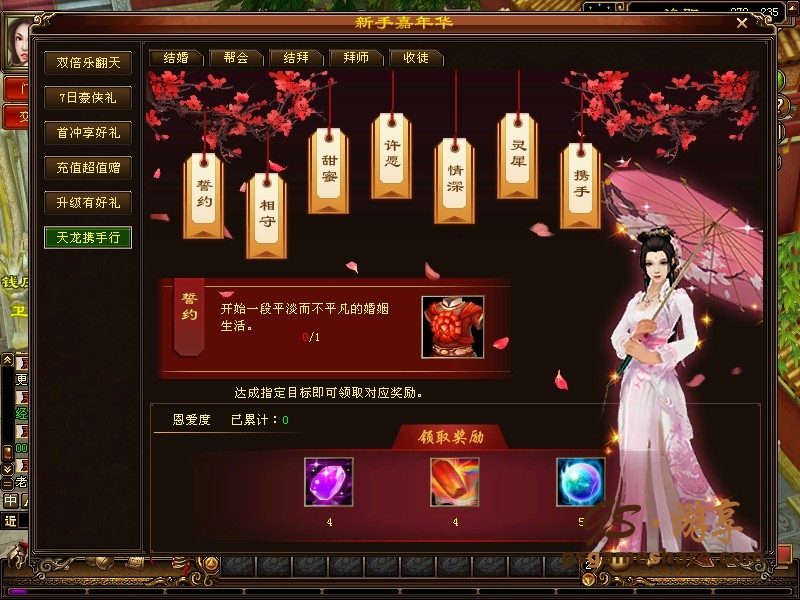 新手嘉年华
双倍乐翻天
7日豪侠礼
首冲享好礼
充值超值赠
升级有好礼
天龙携手行
结婚 帮会 结拜 拜师 收徒
誓约
相守
甜蜜
许愿
情深
灵犀
携手
誓约
开始一段平淡而不平凡的婚姻
生活。
0/1
达成指定目标即可领取对应奖励。
恩爱度 已累计：0
领取奖励
4 4 5